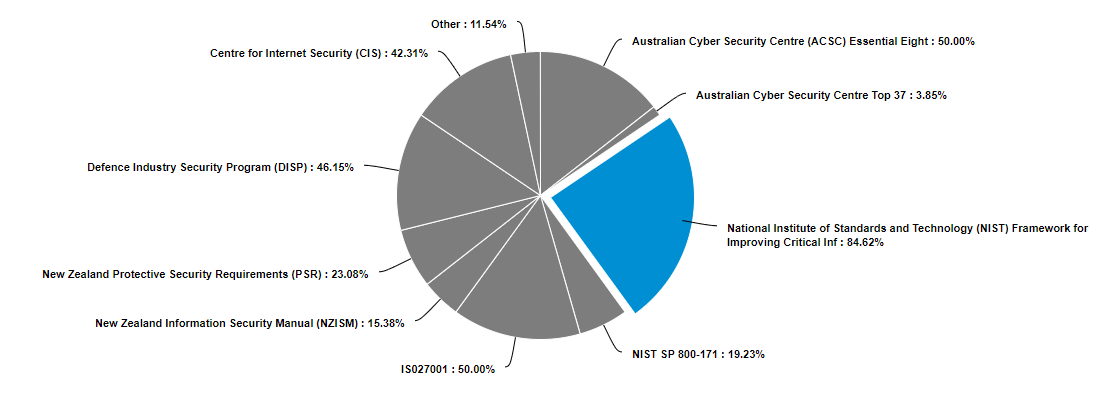 Other : 11.54%
Australian Cyber Security Centre (ACSC) Essential Eight : 50.00%
Centre for Internet Security (CIS) : 42.31%
Australian Cyber Security Centre Top 37 : 3.85%
Defence Industry Security Program (DISP) : 46.15%
National Institute of Standards and Technology (NIST) Framework for
Improving Critical Inf : 84.62%
New Zealand Protective Security Requirements (PSR) : 23.08%
New Zealand Information Security Manual (NZISM) : 15.38%
NIST SP 800-171 : 19.23%
IS027001 : 50.00%